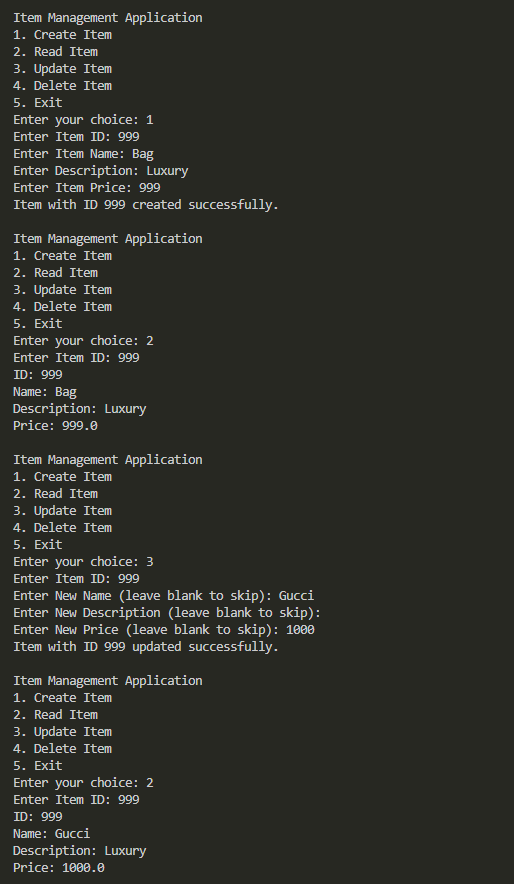 Item Management Application
1. Create Item
2. Read Item
3. Update Item
4. Delete Item
5. Exit
Enter your choice: 1
Enter Item ID: 999
Enter Item Name: Bag
Enter Description: Luxury
Enter Item Price: 999
Item with ID 999 created successfully.

Item Management Application
1. Create Item
2. Read Item
3. Update Item
4. Delete Item
5. Exit
Enter your choice: 2
Enter Item ID: 999
ID: 999
Name: Bag
Description: Luxury
Price: 999.0

Item Management Application
1. Create Item
2. Read Item
3. Update Item
4. Delete Item
5. Exit
Enter your choice: 3
Enter Item ID: 999
Enter New Name (leave blank to skip): Gucci
Enter New Description (leave blank to skip):
Enter New Price (leave blank to skip): 1000
Item with ID 999 updated successfully.

Item Management Application
1. Create Item
2. Read Item
3. Update Item
4. Delete Item
5. Exit
Enter your choice: 2
Enter Item ID: 999
ID: 999
Name: Gucci
Description: Luxury
Price: 1000.0